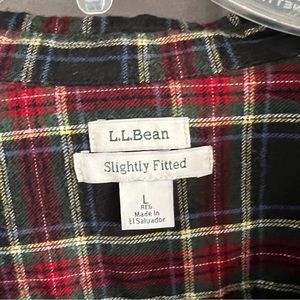 L.L.Bean
Slightly Fitted
L
REG
Made in
El Salvador